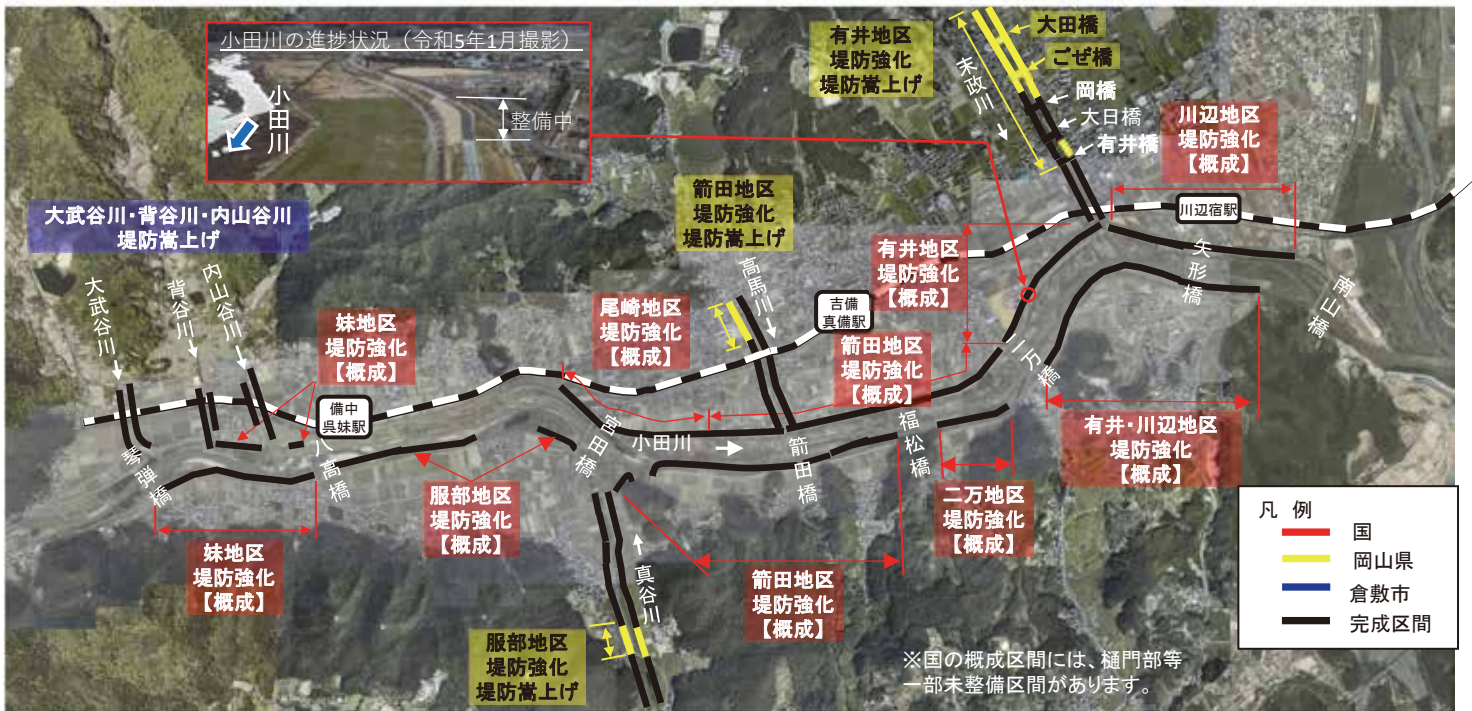 小田川の進捗状況（令和5年1月撮影）
小田川
整備中
有井地区
堤防強化
堤防嵩上げ
末政川
大田橋
ごぜ橋
岡橋
大日橋
有井橋
川辺地区
堤防強化
【概成】
川辺宿駅
矢形橋
南山橋
大武谷川・背谷川・内山谷川
堤防嵩上げ
大武谷川
背谷川
内山谷川
妹地区
堤防強化
【概成】
備中
呉妹駅
箭田地区
堤防強化
堤防嵩上げ
高馬川
尾崎地区
堤防強化
【概成】
吉備
真備駅
有井地区
堤防強化
【概成】
箭田地区
堤防強化
【概成】
二万橋
琴弾橋
八高橋
宮田橋
小田川
箭田橋
福松橋
妹地区
堤防強化
【概成】
服部地区
堤防強化
【概成】
真谷川
服部地区
堤防強化
堤防嵩上げ
箭田地区
堤防強化
【概成】
二万地区
堤防強化
【概成】
有井・川辺地区
堤防強化
【概成】
凡 例
国
岡山県
倉敷市
完成区間
※国の概成区間には、樋門部等
一部未整備区間があります。